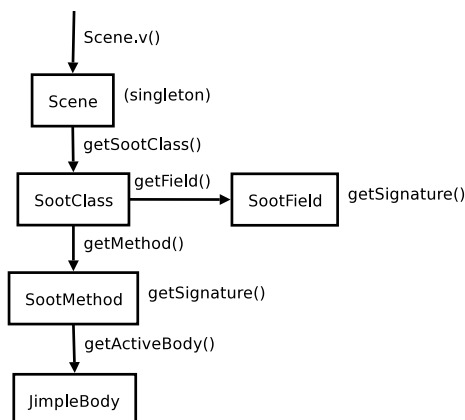 Scene.v()
Scene
(singleton)
getSootClass()
getField()
SootClass
SootField
getSignature()
getMethod()
SootMethod
getSignature()
getActiveBody()
JimpleBody